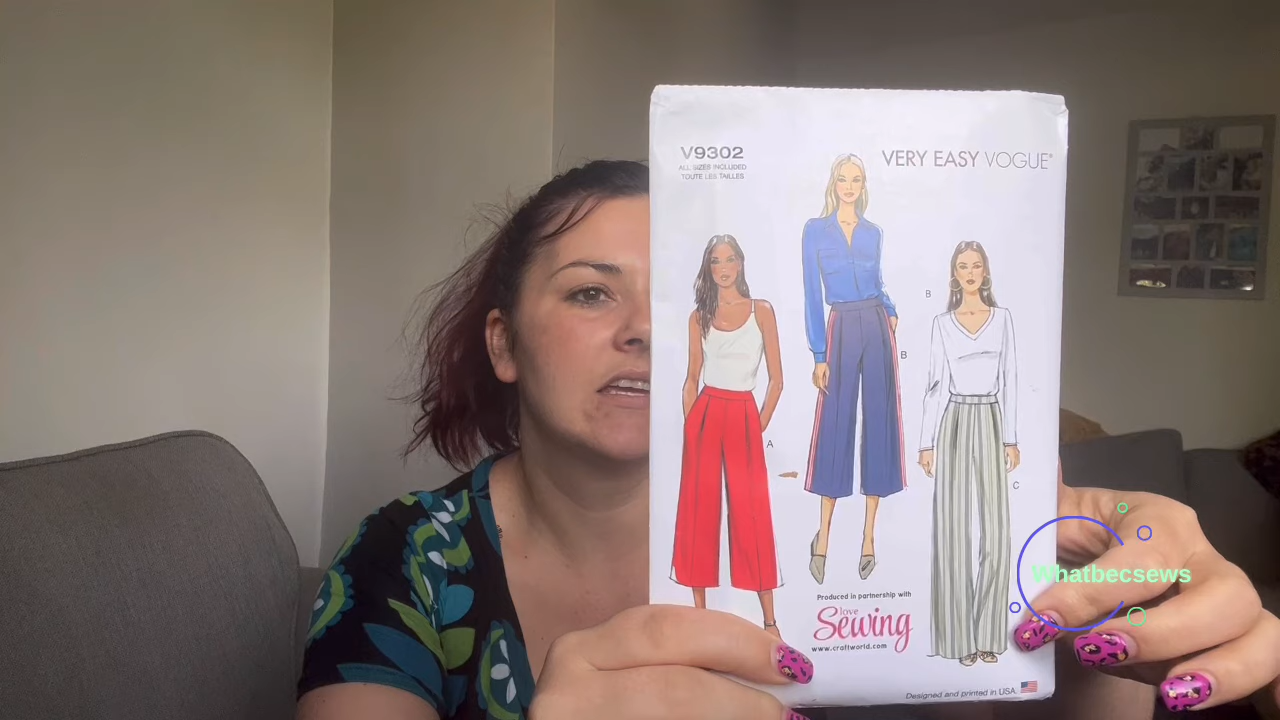 V9302
ALL SIZES INCLUDED
TOUTE LES TAILLES
VERY EASY VOGUE®
B
B
A
C
Produced in partnership with
love
Sewing
www.craftworld.com
Designed and printed in USA.
Whatbecsews